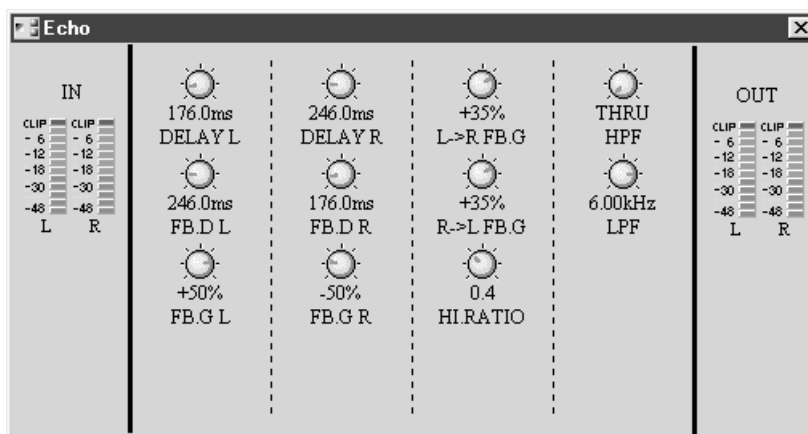 Echo
IN
CLIP CLIP
- 6 - 6
-12 -12
-18 -18
-30 -30
-48 -48
L R
176.0ms
DELAY L
246.0ms
FB.D L
+50%
FB.G L
246.0ms
DELAY R
176.0ms
FB.D R
-50%
FB.G R
+35%
L->R FB.G
+35%
R->L FB.G
0.4
HI.RATIO
THRU
HPF
6.00kHz
LPF
OUT
CLIP CLIP
- 6 - 6
-12 -12
-18 -18
-30 -30
-48 -48
L R